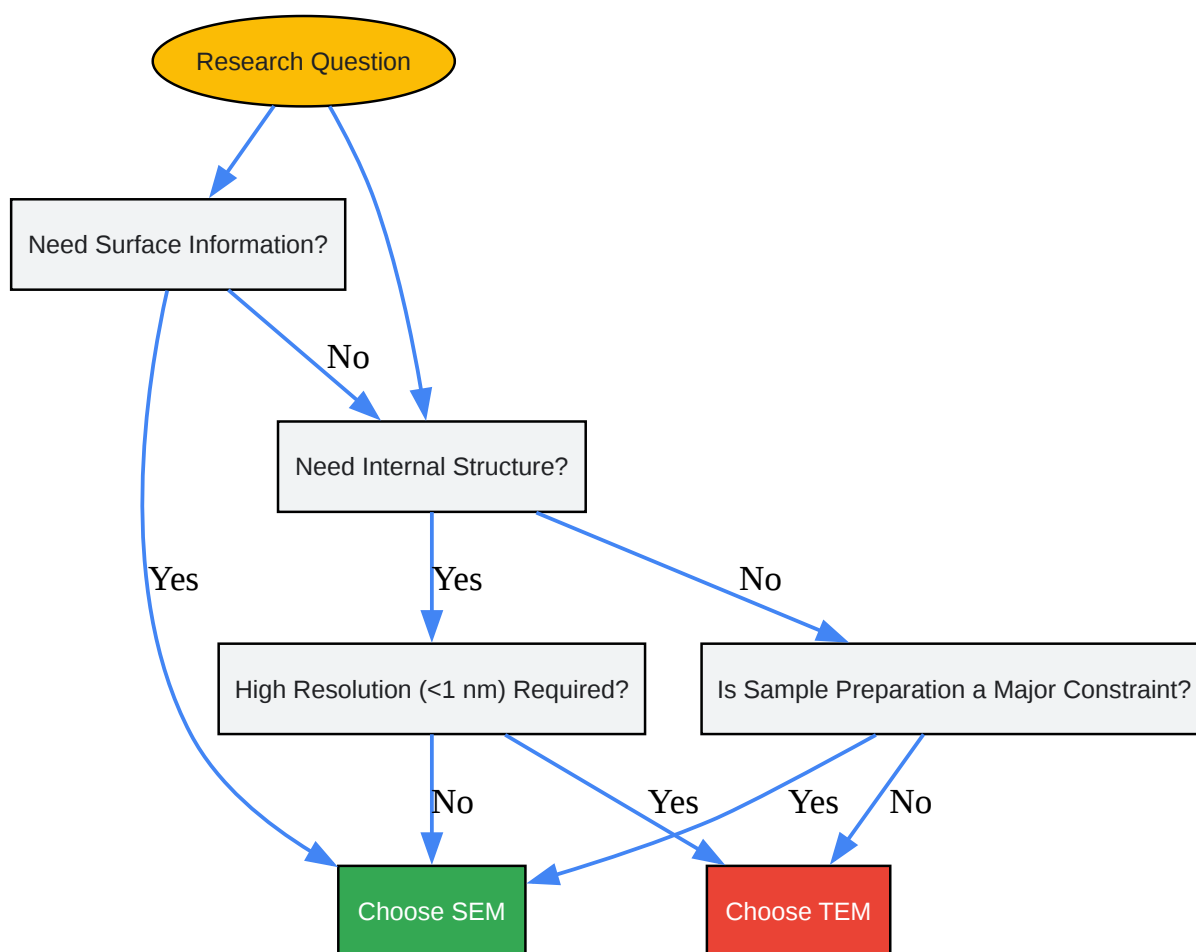 Research Question
Need Surface Information?
No
Need Internal Structure?
Yes
Yes
No
High Resolution (<1 nm) Required?
Is Sample Preparation a Major Constraint?
No
Yes
Yes
No
Choose SEM
Choose TEM